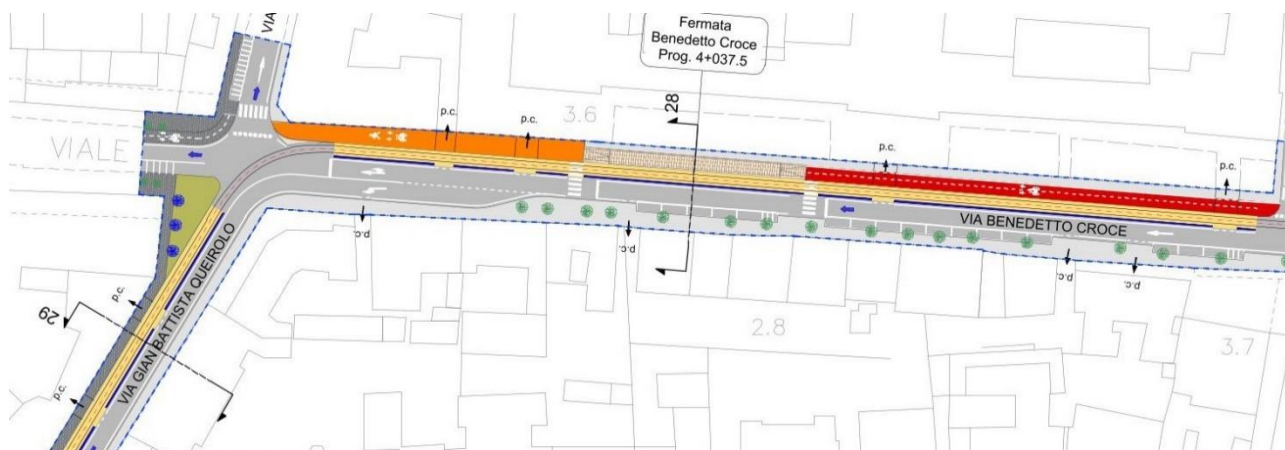 VIA
Fermata
Benedetto Croce
Prog. 4+037.5
28
3.6
p.c.
p.c.
p.c.
p.c.
VIALE
VIA BENEDETTO CROCE
p.c.
p.c.
p.c.
p.c.
p.c.
29
VIA GIAN BATTISTA QUEIROLO
2.8
3.7
p.c.